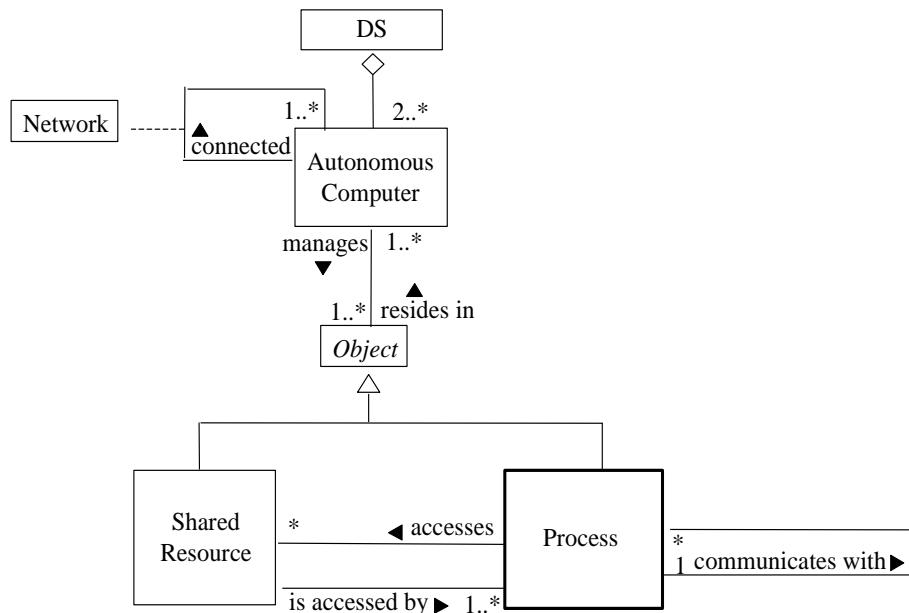 DS
1..*
2..*
Network
connected
Autonomous
Computer
manages
1..*
1..*
resides in
Object
Shared
Resource
*
accesses
Process
*
1
communicates with
is accessed by
1..*